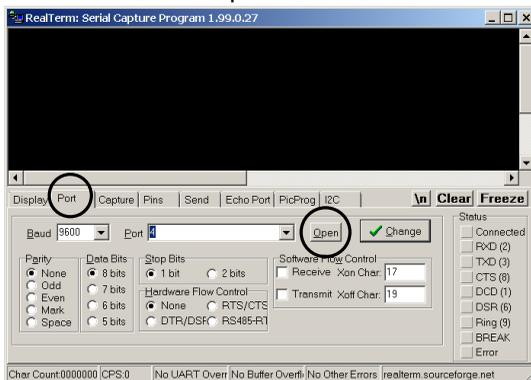 RealTerm: Serial Capture Program 1.99.0.27
Display Port Capture Pins Send Echo Port PicProg I2C \n Clear Freeze
Baud 9600 Port 4 Open Change
Status
Connected
RXD (2)
TXD (3)
CTS (8)
DCD (1)
DSR (6)
Ring (9)
BREAK
Error
Parity
None
Odd
Even
Mark
Space
Data Bits
8 bits
7 bits
6 bits
5 bits
Stop Bits
1 bit 2 bits
Hardware Flow Control
None RTS/CTS
DTR/DSR RS485-RT
Software Flow Control
Receive Xon Char: 17
Transmit Xoff Char: 19
Char Count:0000000 CPS:0 No UART Overr No Buffer Overfl No Other Errors realterm.sourceforge.net